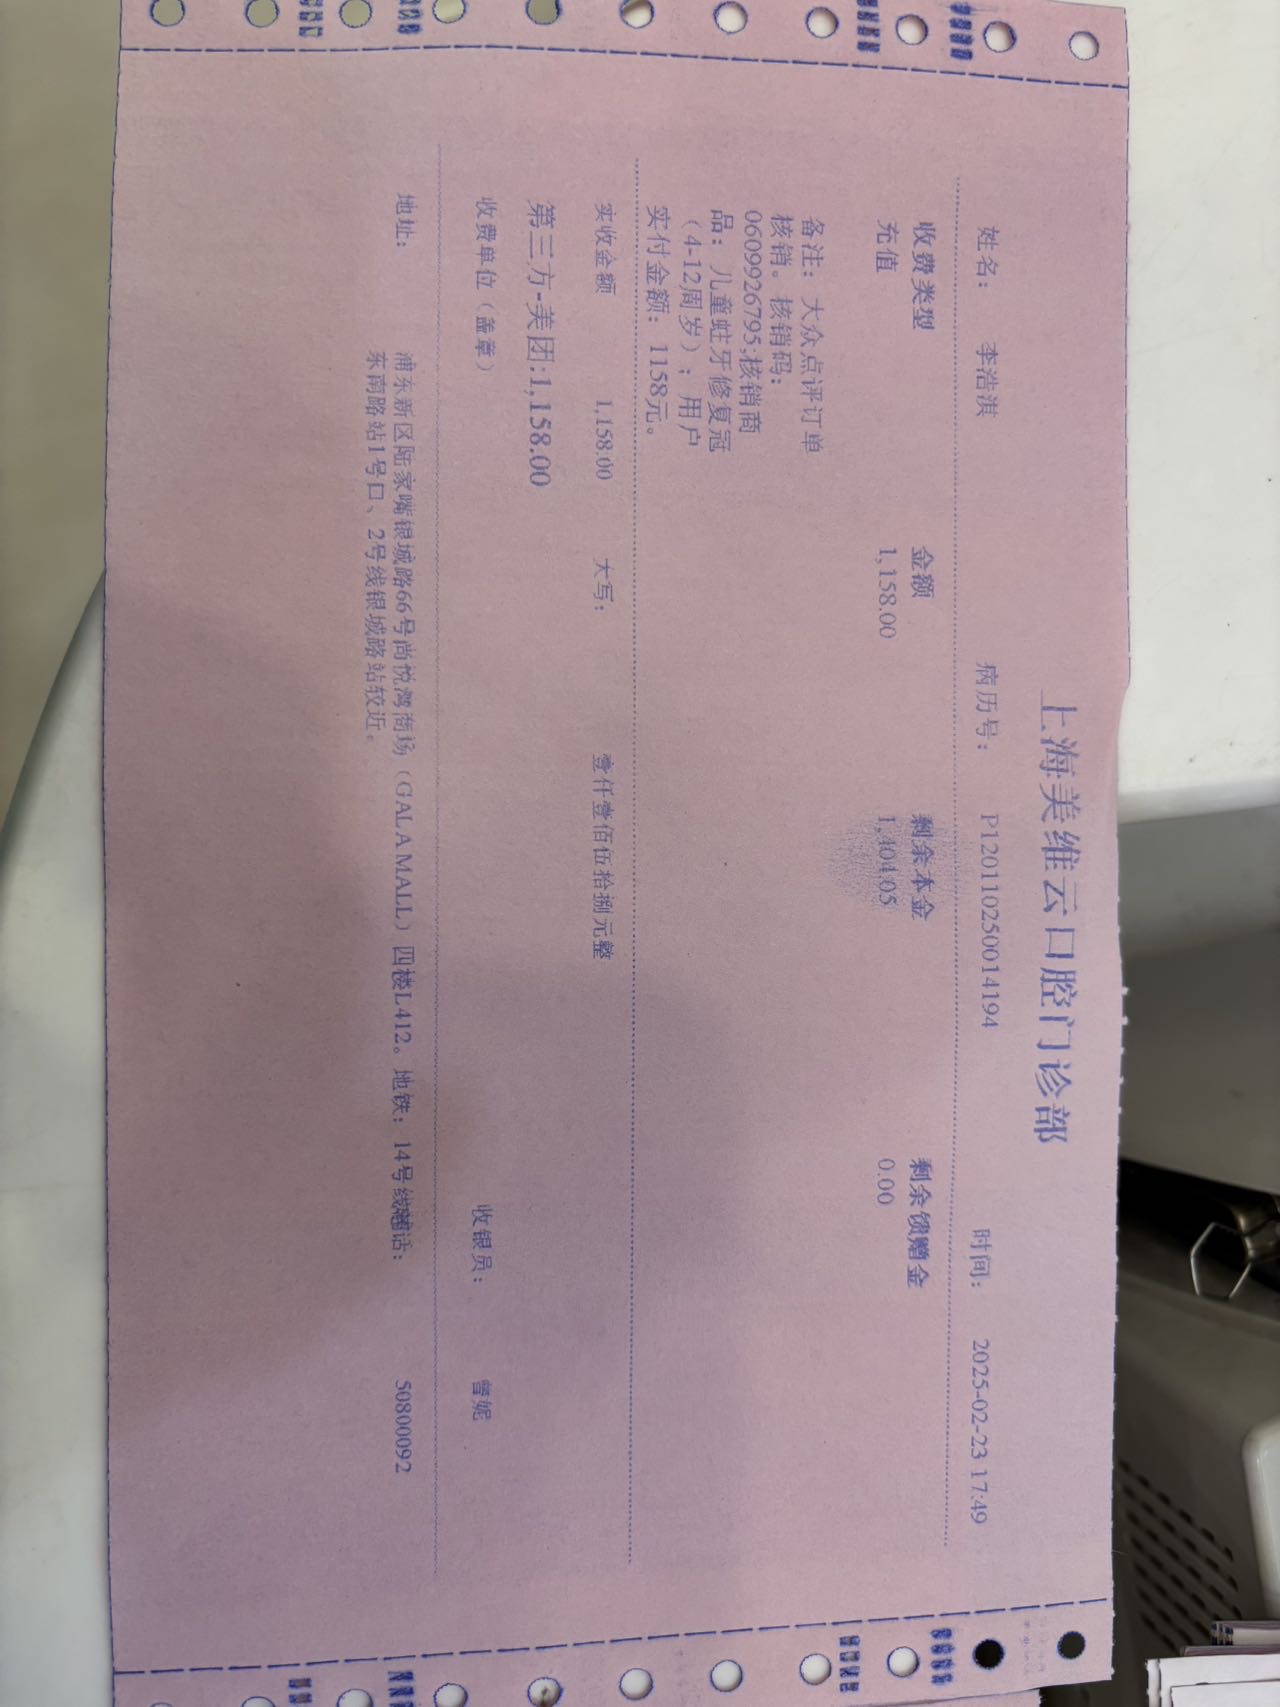 上海美维云口腔门诊部
姓名： 李浩淇 病历号： P120110250014194 时间： 2025-02-23 17:49
收费类型 金额 剩余本金 剩余锁赠金
充值 1,158.00 1,404.05 0.00
备注：大众点评订单
核销。核销码：
0609926795;核销商
品：儿童蛀牙修复冠
（4-12周岁）；用户
实付金额：1158元。
实收金额 1,158.00 大写： 壹仟壹佰伍拾捌元整
第三方-美团:1,158.00
收费单位（盖章） 收银员： 曾妮
地址： 浦东新区陆家嘴银城路66号尚悦湾商场（GALAMALL）四楼L412。地铁：14号线 电话： 50800092
东南路站1号口、2号线银城路站较近。